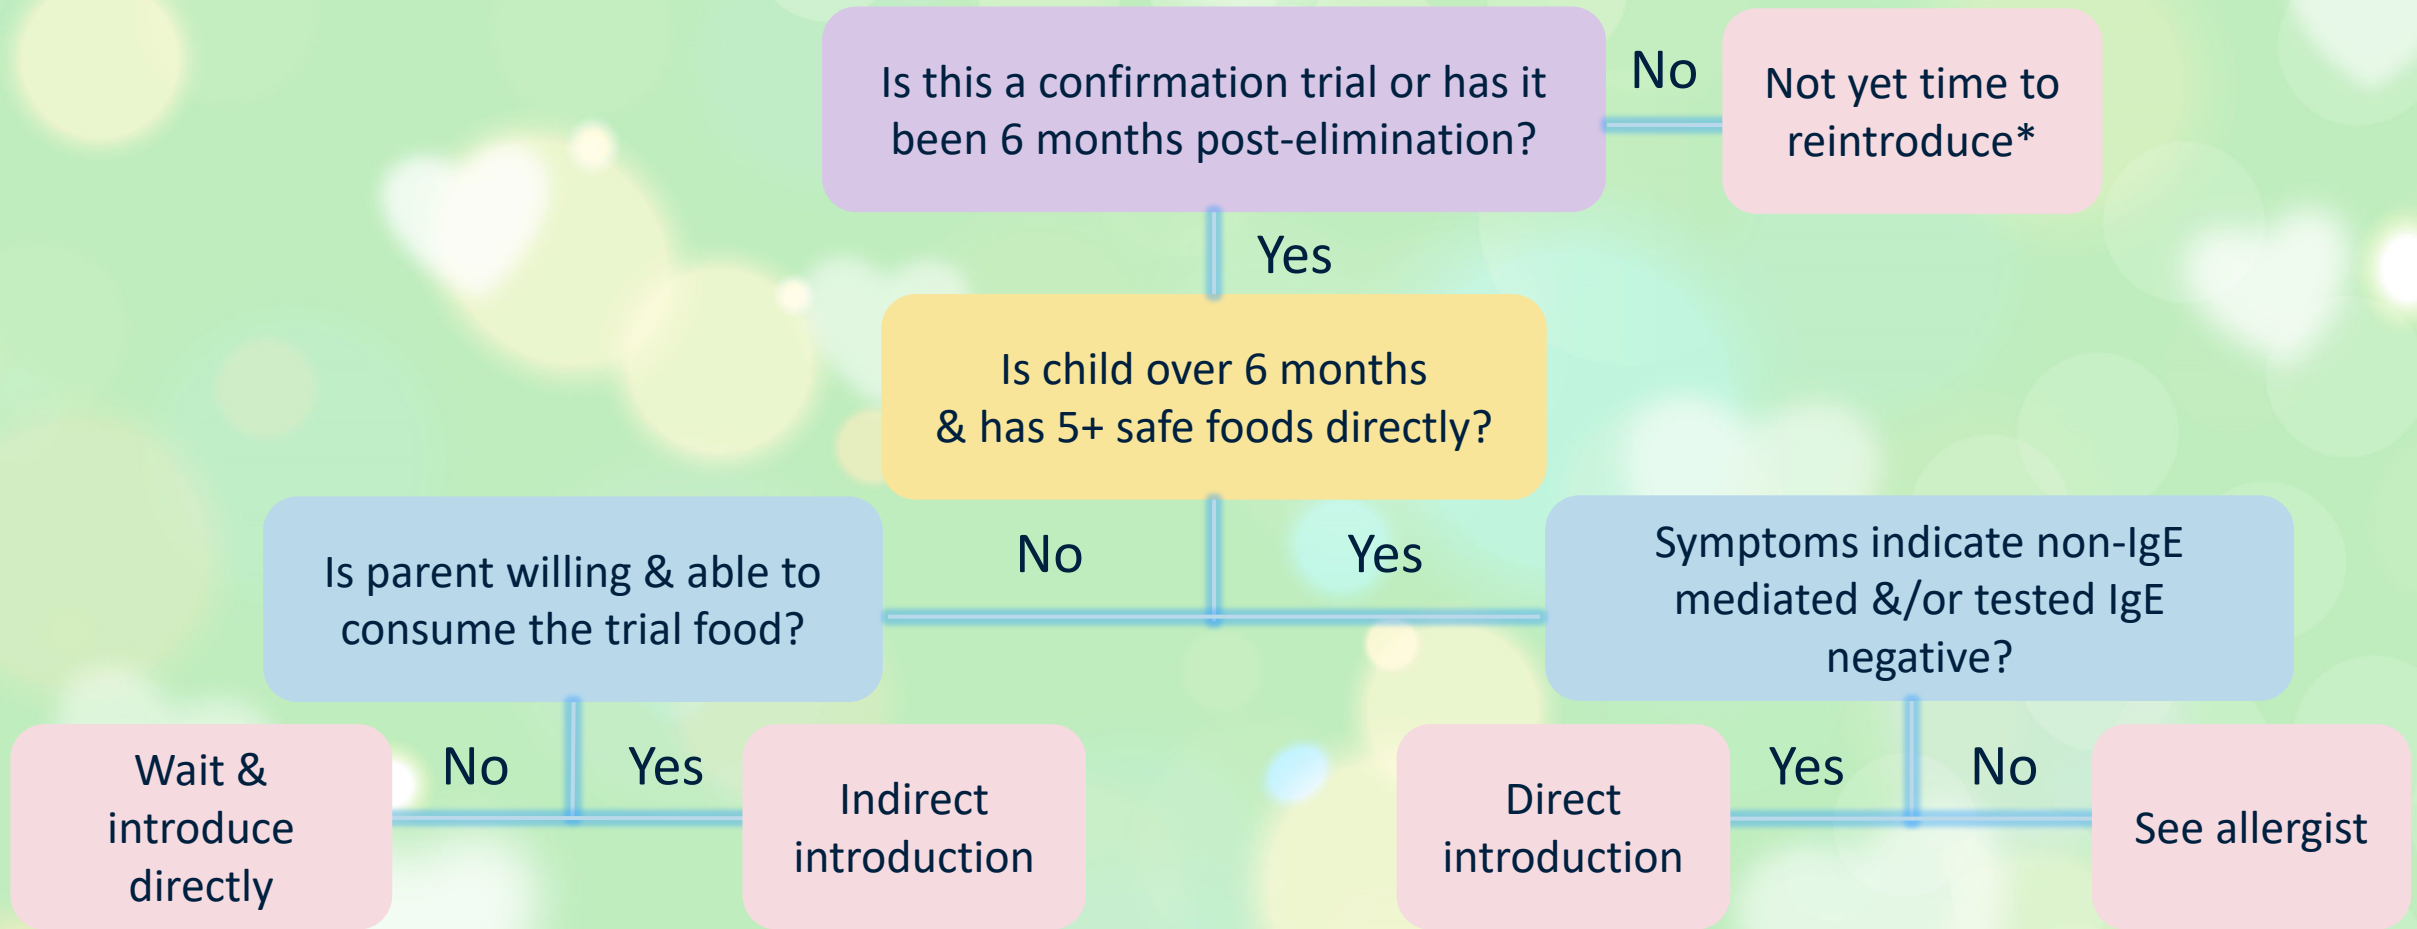 Is this a confirmation trial or has it
been 6 months post-elimination?
No
Not yet time to
reintroduce*
Yes
Is child over 6 months
& has 5+ safe foods directly?
No
Yes
Is parent willing & able to
consume the trial food?
Symptoms indicate non-IgE
mediated &/or tested IgE
negative?
Wait &
introduce
directly
No
Yes
Indirect
introduction
Direct
introduction
Yes
No
See allergist